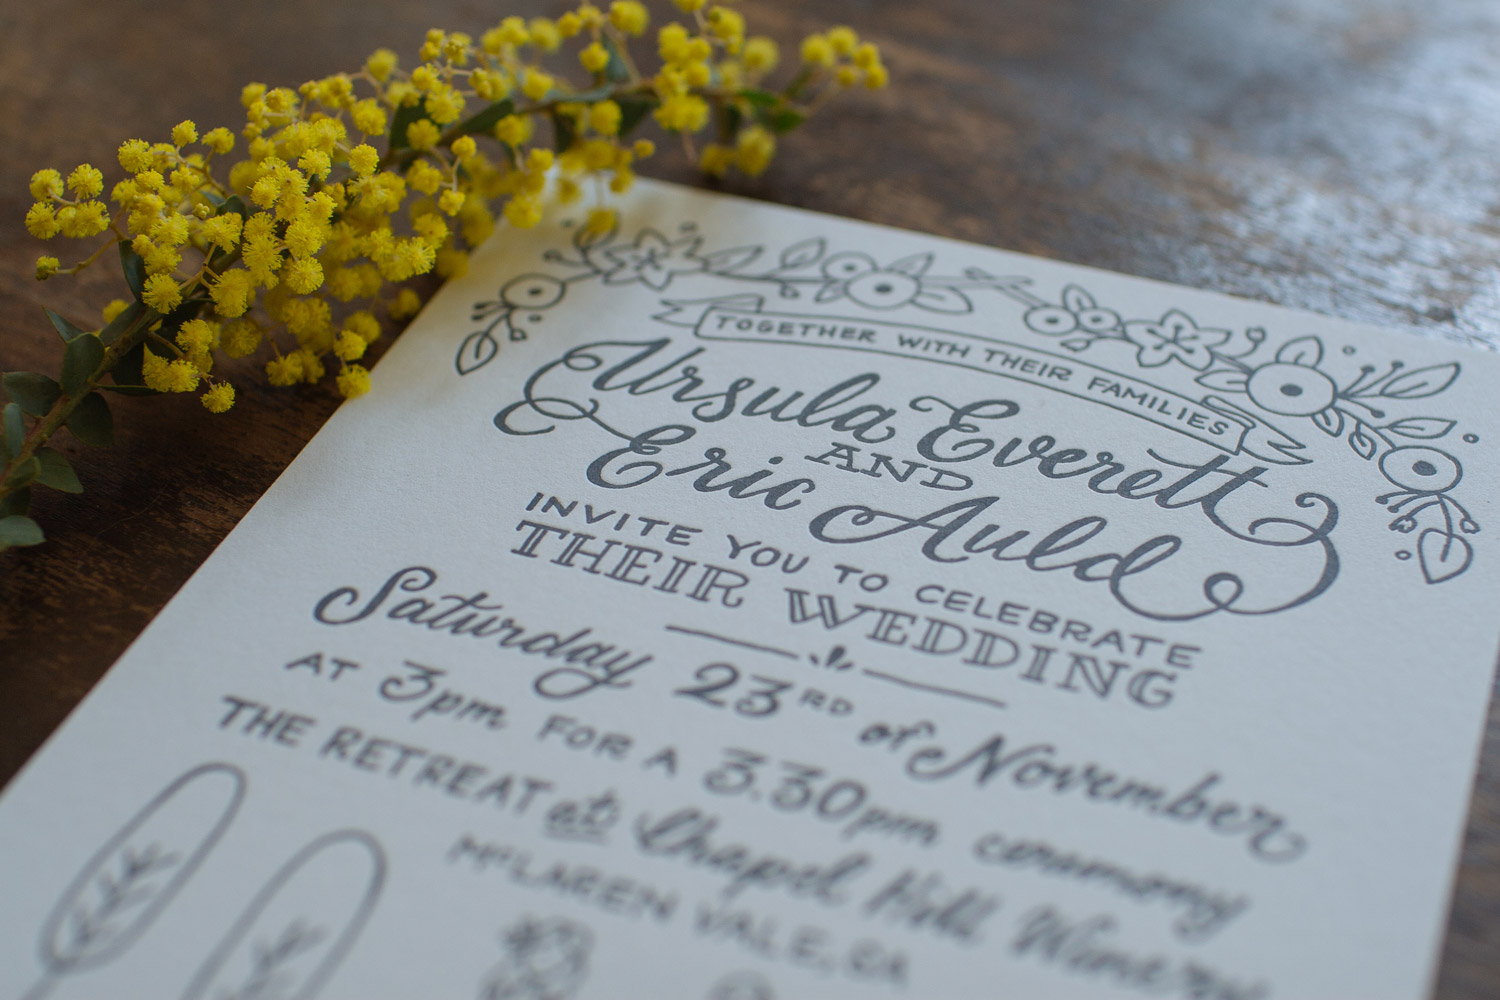 TOGETHER WITH THEIR FAMILIES
Ursula Everett
AND
Eric Auld
INVITE YOU TO CELEBRATE
THEIR WEDDING
Saturday 23RD of November
AT 3pm FOR A 3.30pm ceremony
THE RETREAT at Chapel Hill Winery
McLAREN VALE, SA